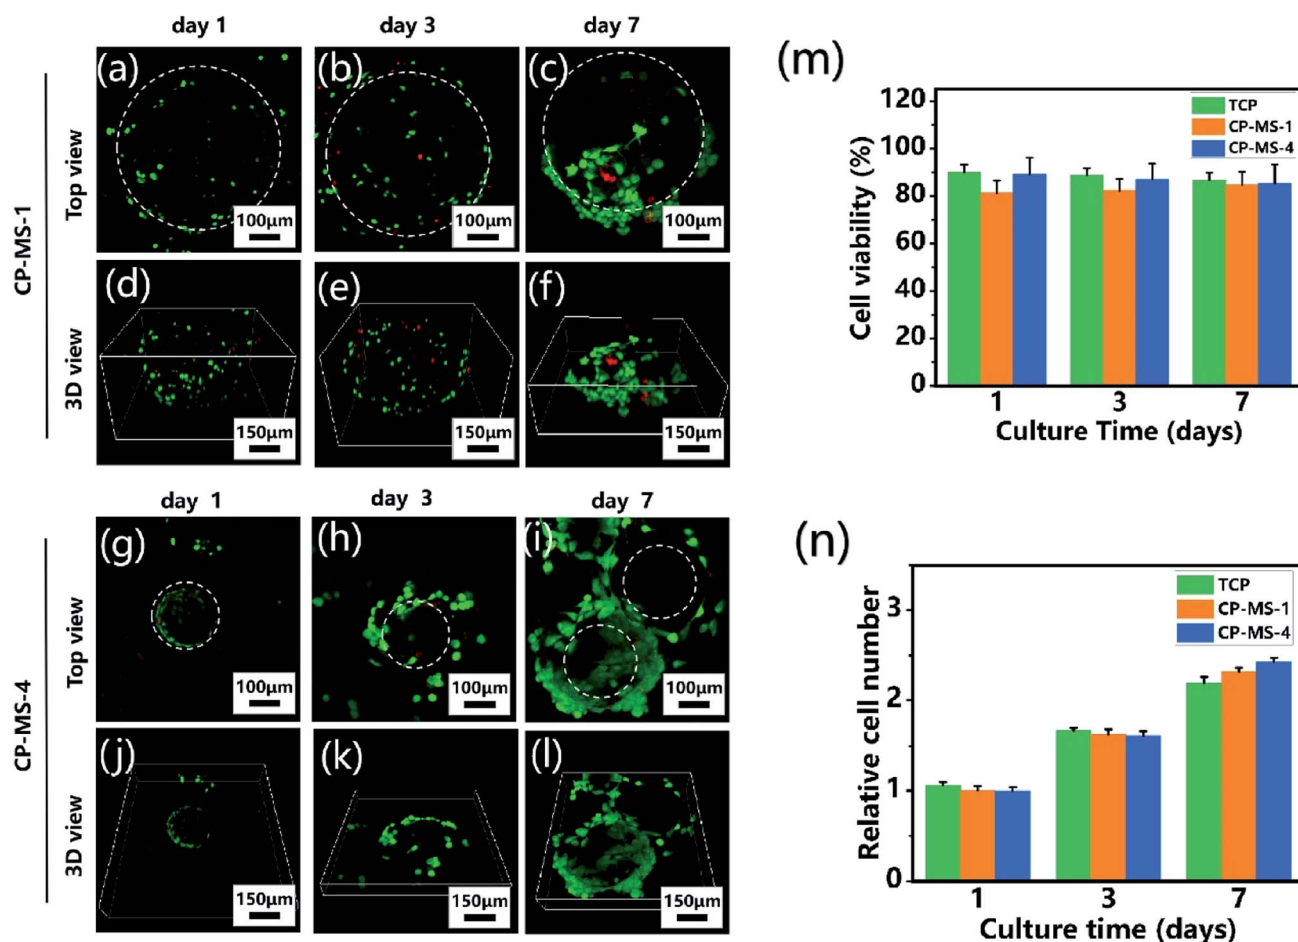 day 1 day 3 day 7
CP-MS-1
Top view
(a) (b) (c)
100μm 100μm 100μm
3D view
(d) (e) (f)
150μm 150μm 150μm
day 1 day 3 day 7
CP-MS-4
Top view
(g) (h) (i)
100μm 100μm 100μm
3D view
(j) (k) (l)
150μm 150μm 150μm
(m)
Cell viability (%)
120
100
80
60
40
20
0
TCP
CP-MS-1
CP-MS-4
1 3 7
Culture Time (days)
(n)
Relative cell number
3
2
1
0
TCP
CP-MS-1
CP-MS-4
1 3 7
Culture time (days)